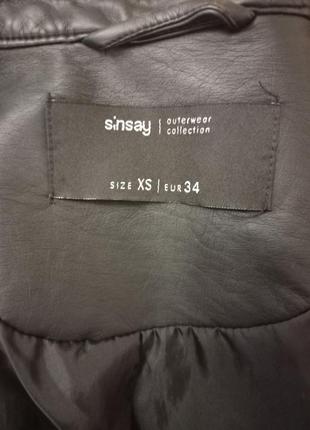 sinsay | outerwear
collection
SIZE XS | EUR 34